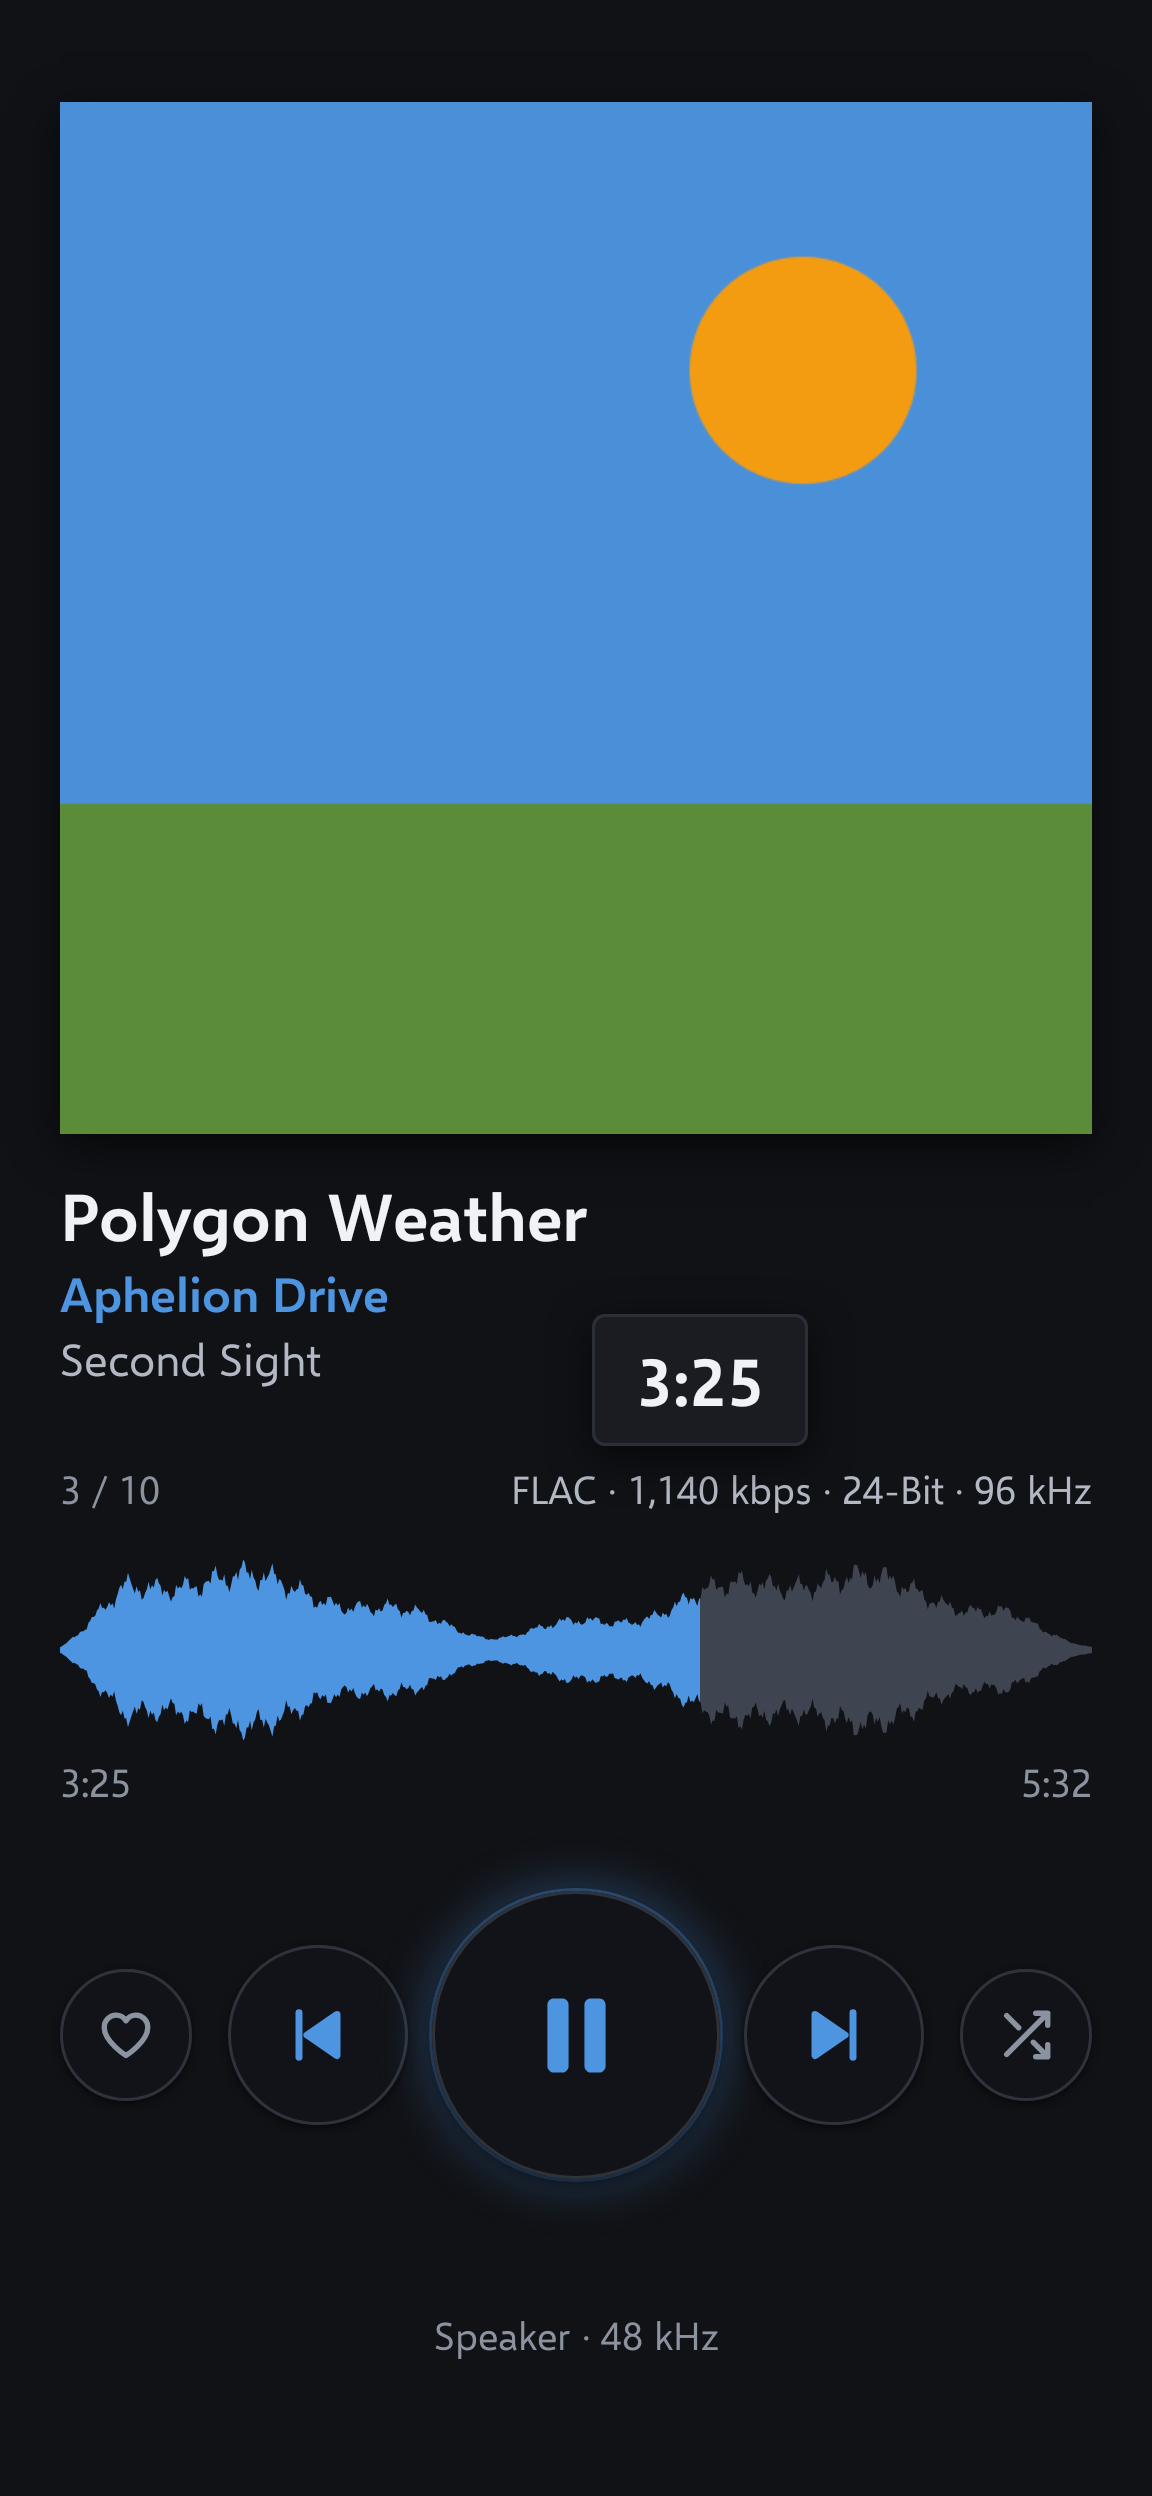 Polygon Weather
Aphelion Drive
Second Sight
3:25
3 / 10
FLAC · 1,140 kbps · 24-Bit · 96 kHz
3:25
5:32
Speaker · 48 kHz